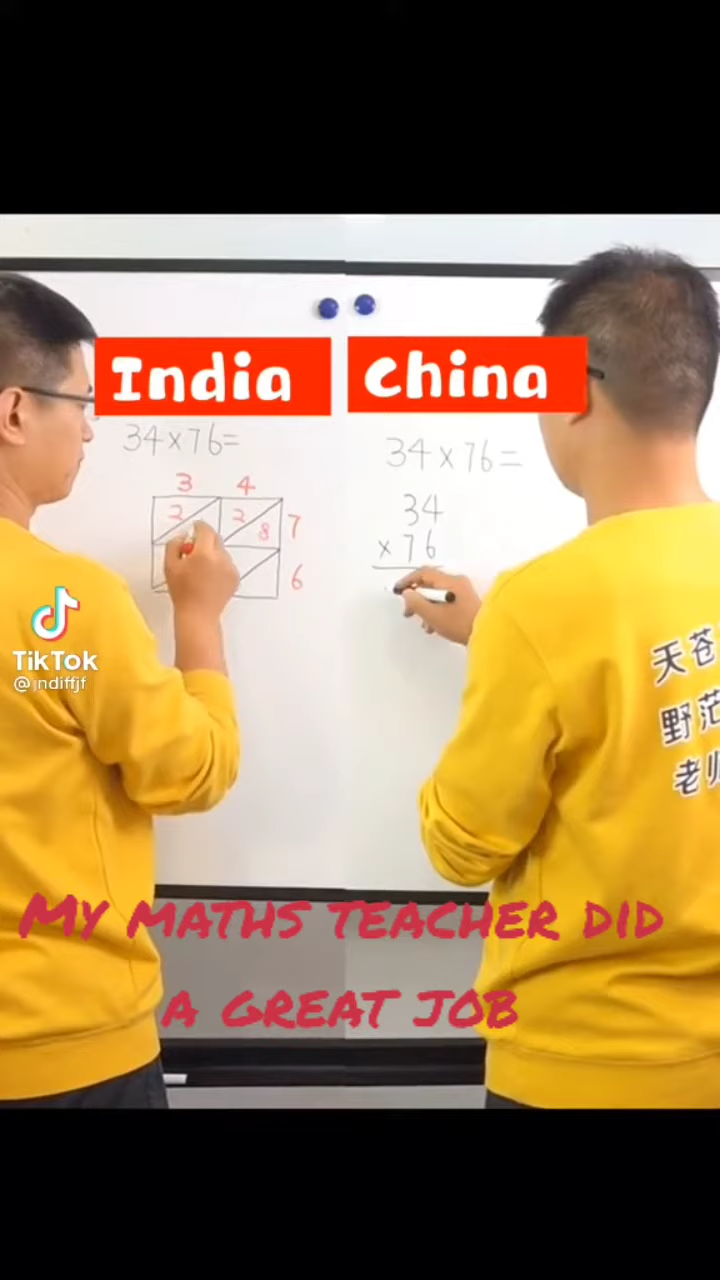 India
China
34×76=
3 4
2 2 8 7
6
34×76=
34
×76
TikTok
@jndiffjf
天苍
野茫
老师
My maths teacher did
a great job